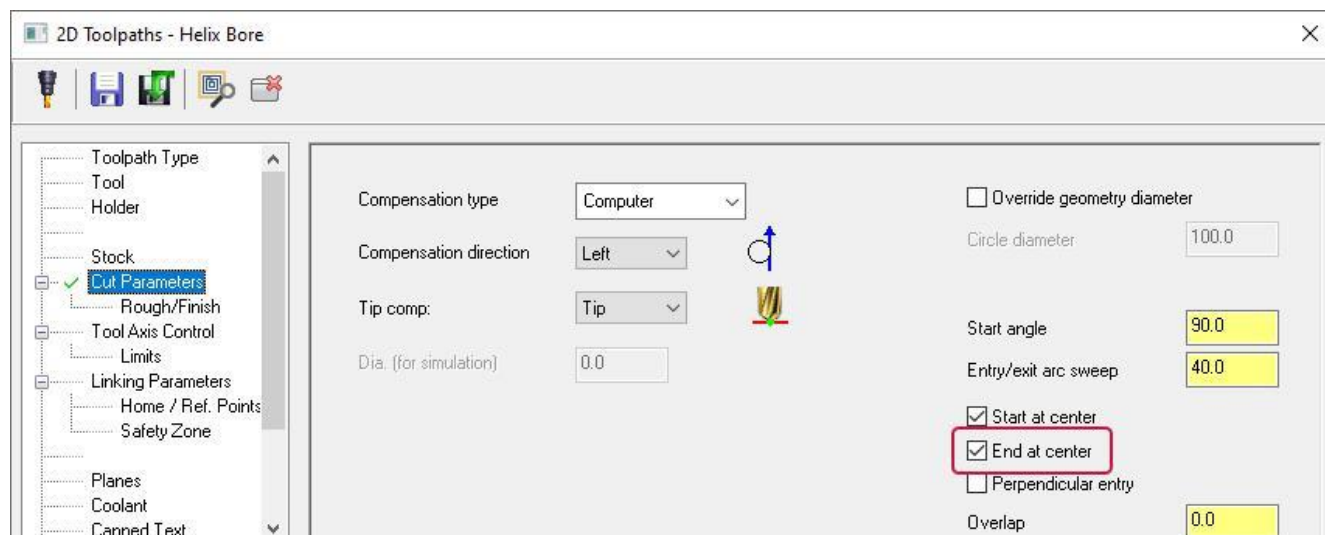 2D Toolpaths - Helix Bore
Toolpath Type
Tool
Holder
Stock
Cut Parameters
Rough/Finish
Tool Axis Control
Limits
Linking Parameters
Home / Ref. Points
Safety Zone
Planes
Coolant
Canned Text
Compensation type
Computer
Compensation direction
Left
Tip comp:
Tip
Dia. (for simulation)
0.0
Override geometry diameter
Circle diameter
100.0
Start angle
90.0
Entry/exit arc sweep
40.0
Start at center
End at center
Perpendicular entry
Overlap
0.0